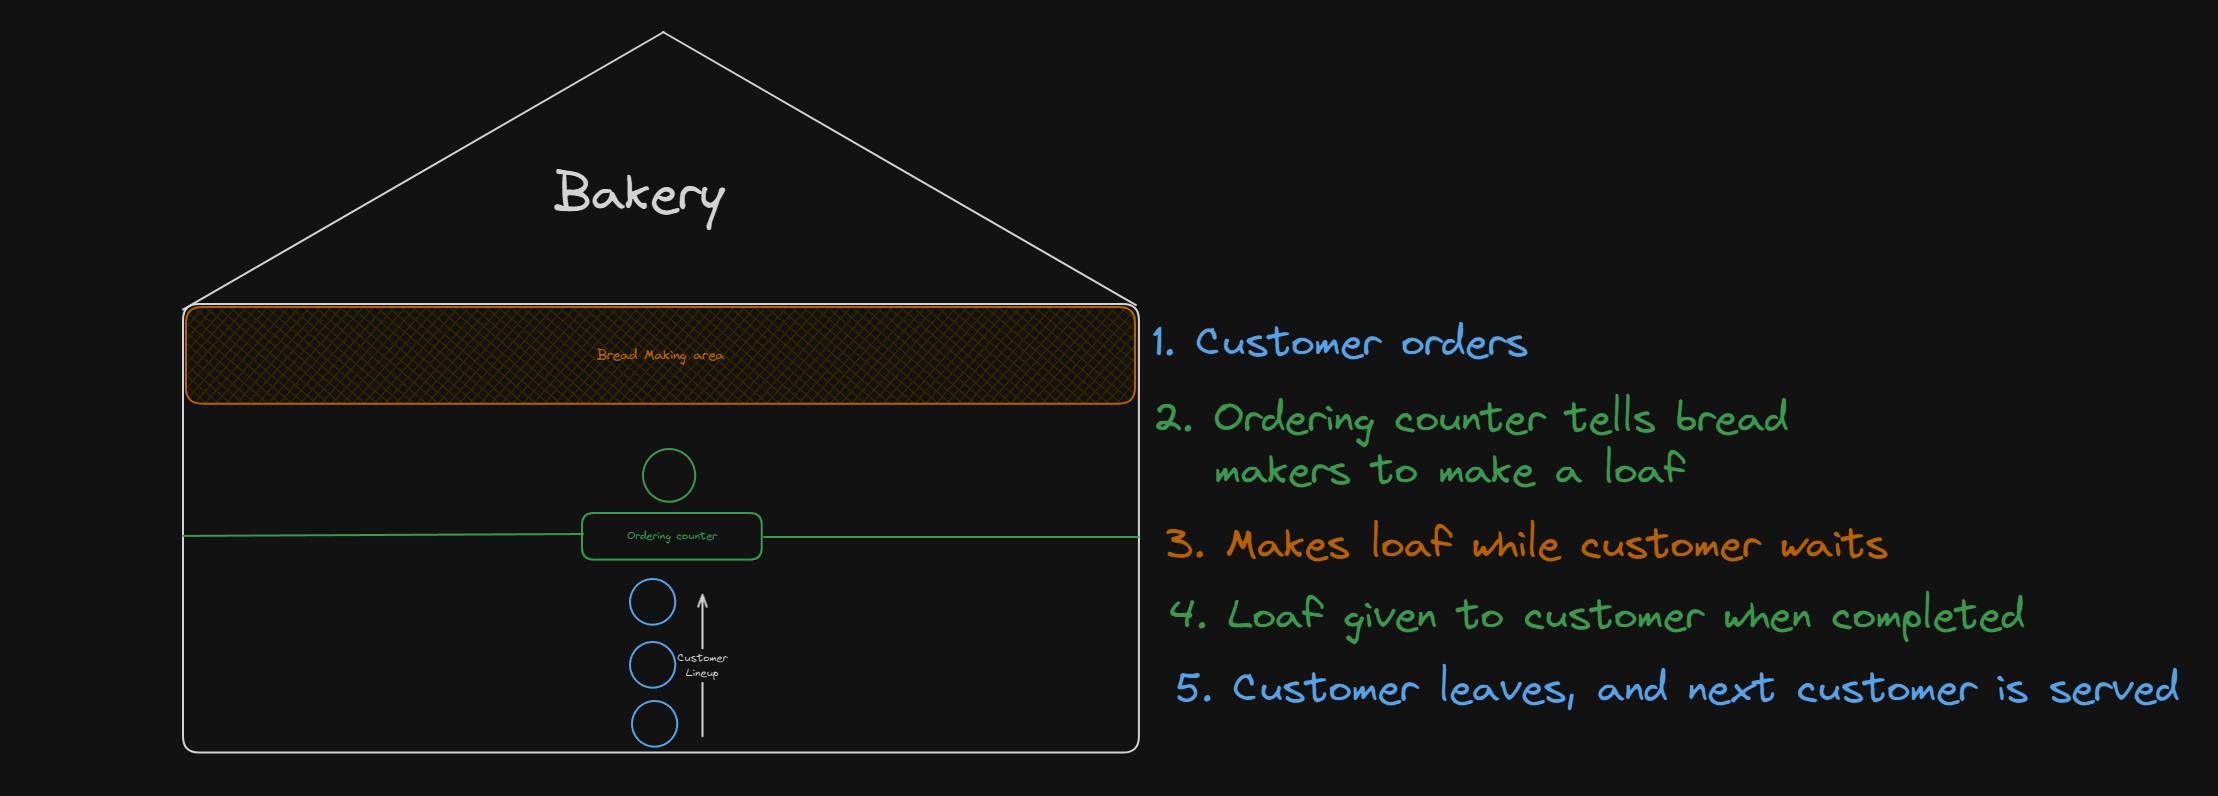 Bakery
Bread Making area
Ordering counter
Customer
Lineup
1. Customer orders
2. Ordering counter tells bread
makers to make a loaf
3. Makes loaf while customer waits
4. Loaf given to customer when completed
5. Customer leaves, and next customer is served